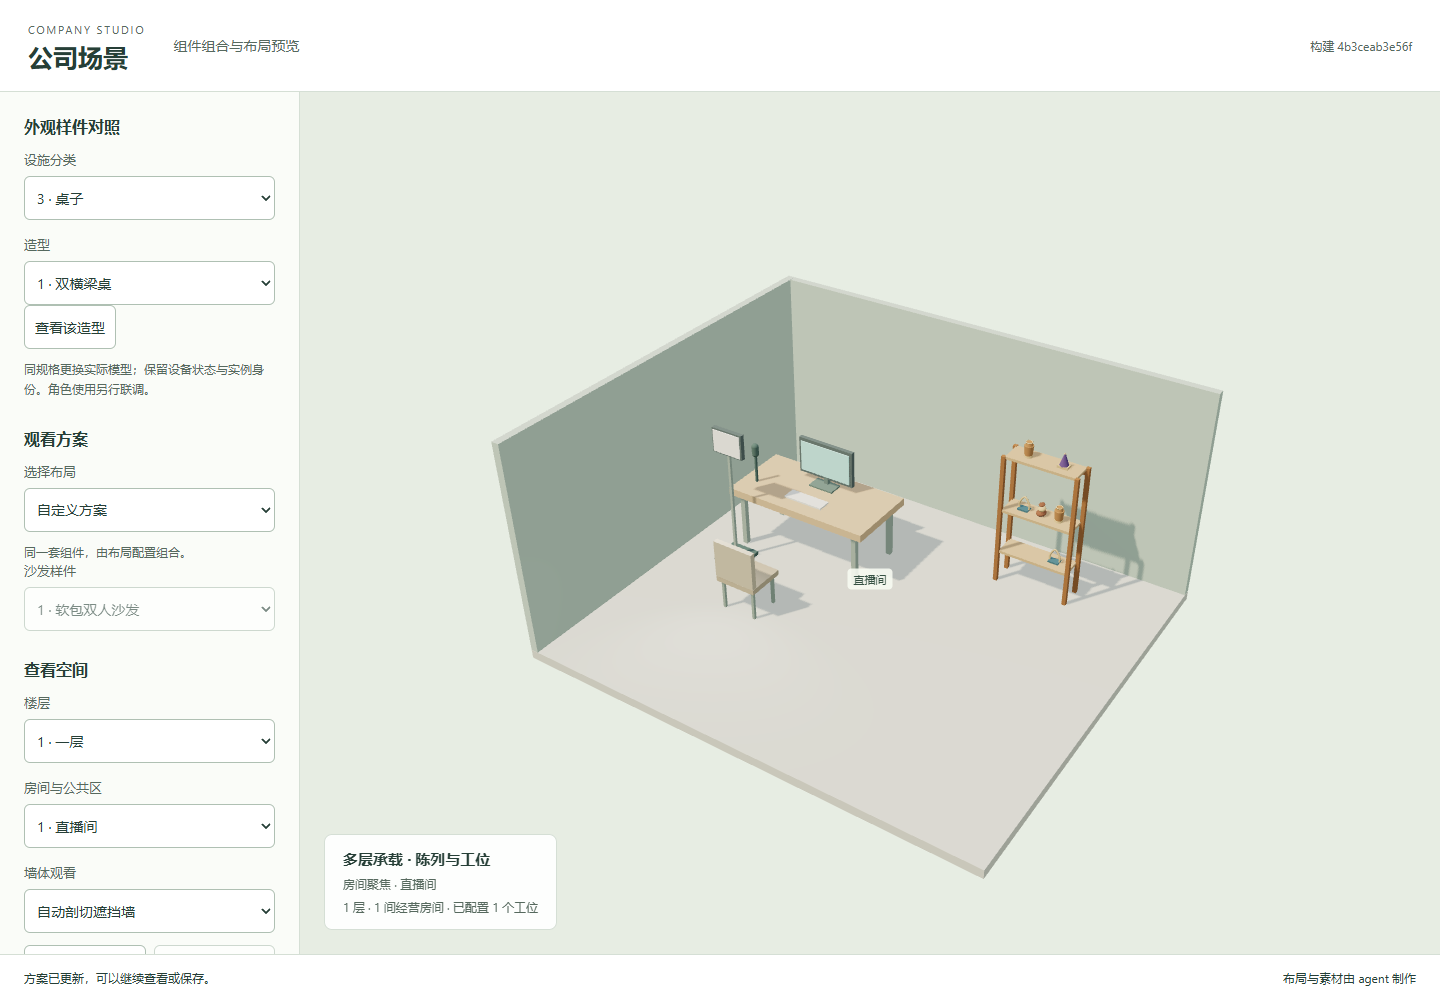 COMPANY STUDIO
公司场景
组件组合与布局预览
构建 4b3ceab3e56f
外观样件对照
设施分类
3 · 桌子
造型
1 · 双横梁桌
查看该造型
同规格更换实际模型；保留设备状态与实例身
份。角色使用另行联调。
观看方案
选择布局
自定义方案
同一套组件，由布局配置组合。
沙发样件
1 · 软包双人沙发
查看空间
楼层
1 · 一层
房间与公共区
1 · 直播间
墙体观看
自动剖切遮挡墙
直播间
多层承载 · 陈列与工位
房间聚焦 · 直播间
1 层 · 1 间经营房间 · 已配置 1 个工位
方案已更新，可以继续查看或保存。
布局与素材由 agent 制作